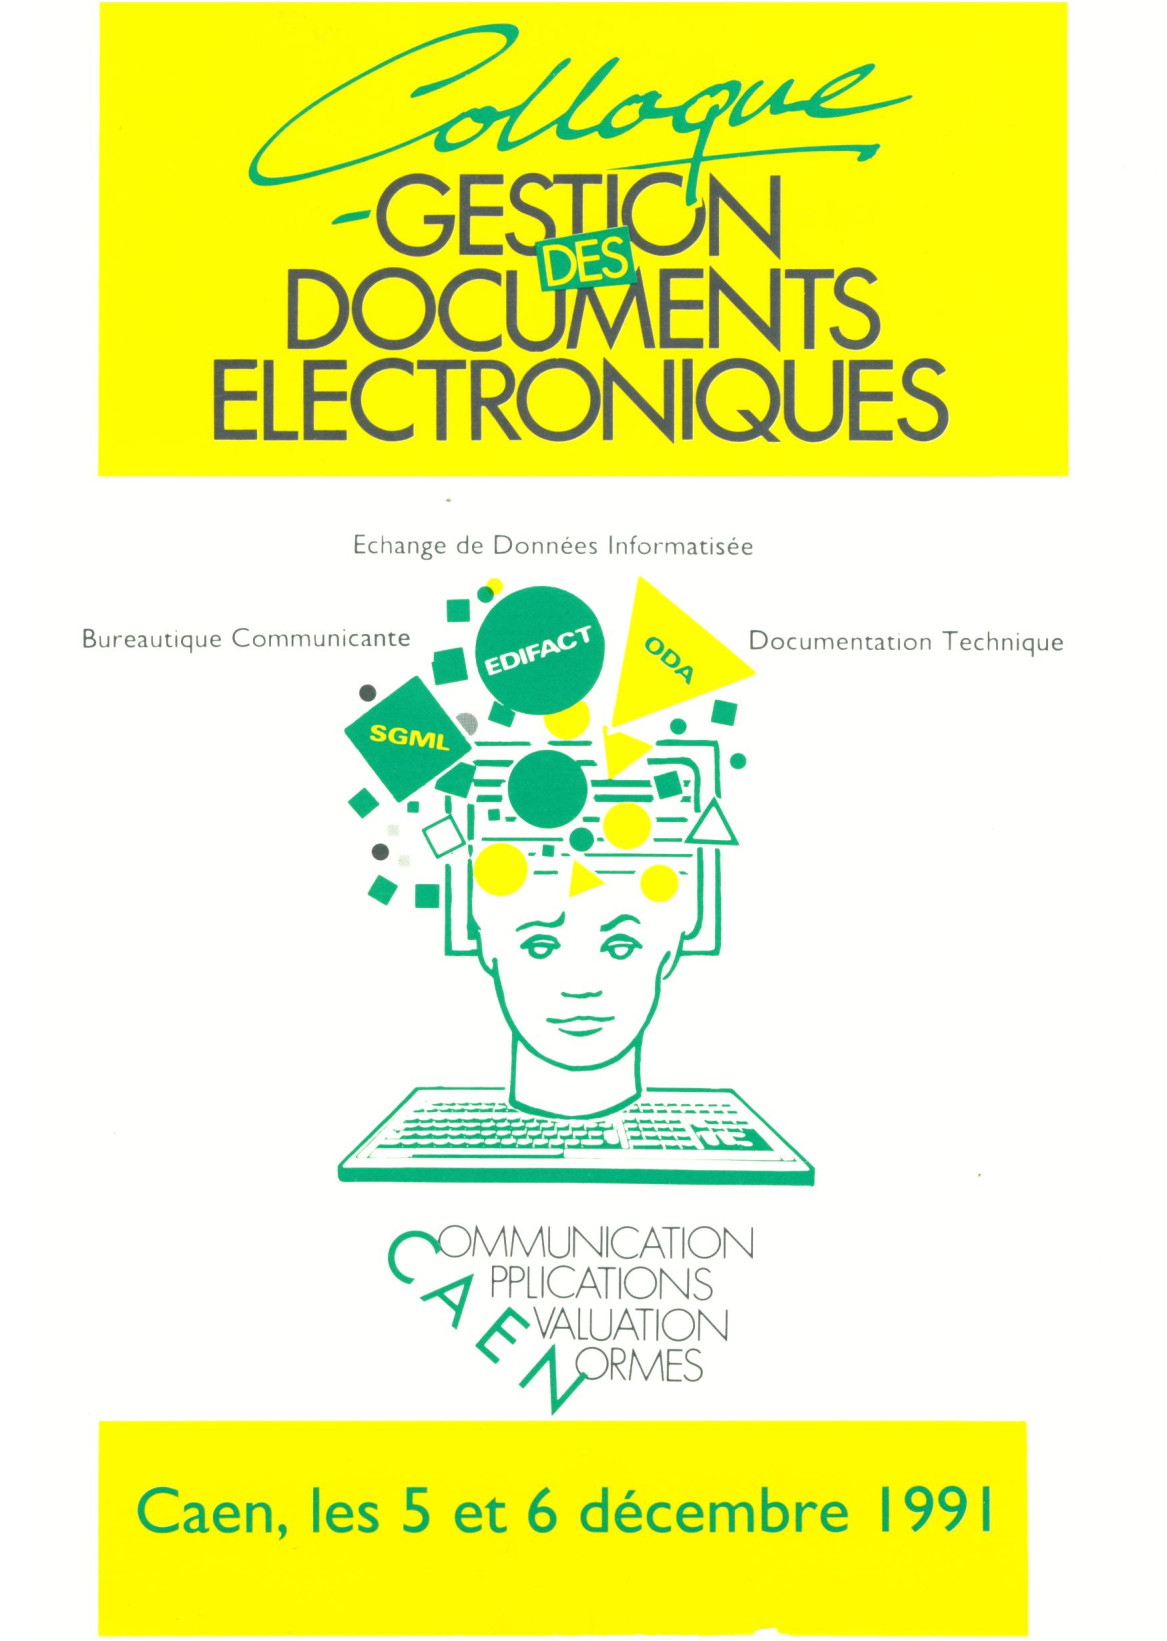 Colloque
-GESTION
DES
DOCUMENTS
ELECTRONIQUES
Echange de Données Informatisée
Bureautique Communicante
Documentation Technique
EDIFACT
ODA
SGML
COMMUNICATION
APPLICATIONS
EVALUATION
NORMES
Caen, les 5 et 6 décembre 1991